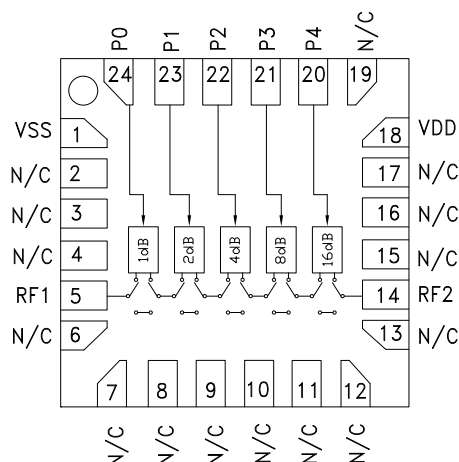 P0 P1 P2 P3 P4 N/C
24 23 22 21 20 19
VSS 1 18 VDD
N/C 2 17 N/C
N/C 3 16 N/C
1dB 2dB 4dB 8dB 16dB
N/C 4 15 N/C
RF1 5 14 RF2
N/C 6 13 N/C
7 8 9 10 11 12
N/C N/C N/C N/C N/C N/C